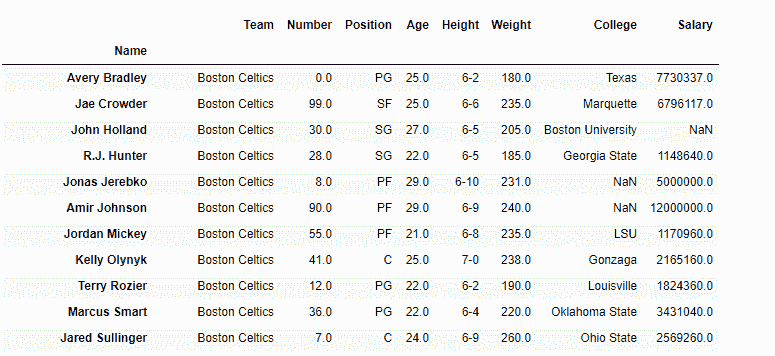 Team Number Position Age Height Weight College Salary
Name
Avery Bradley Boston Celtics 0.0 PG 25.0 6-2 180.0 Texas 7730337.0
Jae Crowder Boston Celtics 99.0 SF 25.0 6-6 235.0 Marquette 6796117.0
John Holland Boston Celtics 30.0 SG 27.0 6-5 205.0 Boston University NaN
R.J. Hunter Boston Celtics 28.0 SG 22.0 6-5 185.0 Georgia State 1148640.0
Jonas Jerebko Boston Celtics 8.0 PF 29.0 6-10 231.0 NaN 5000000.0
Amir Johnson Boston Celtics 90.0 PF 29.0 6-9 240.0 NaN 12000000.0
Jordan Mickey Boston Celtics 55.0 PF 21.0 6-8 235.0 LSU 1170960.0
Kelly Olynyk Boston Celtics 41.0 C 25.0 7-0 238.0 Gonzaga 2165160.0
Terry Rozier Boston Celtics 12.0 PG 22.0 6-2 190.0 Louisville 1824360.0
Marcus Smart Boston Celtics 36.0 PG 22.0 6-4 220.0 Oklahoma State 3431040.0
Jared Sullinger Boston Celtics 7.0 C 24.0 6-9 260.0 Ohio State 2569260.0